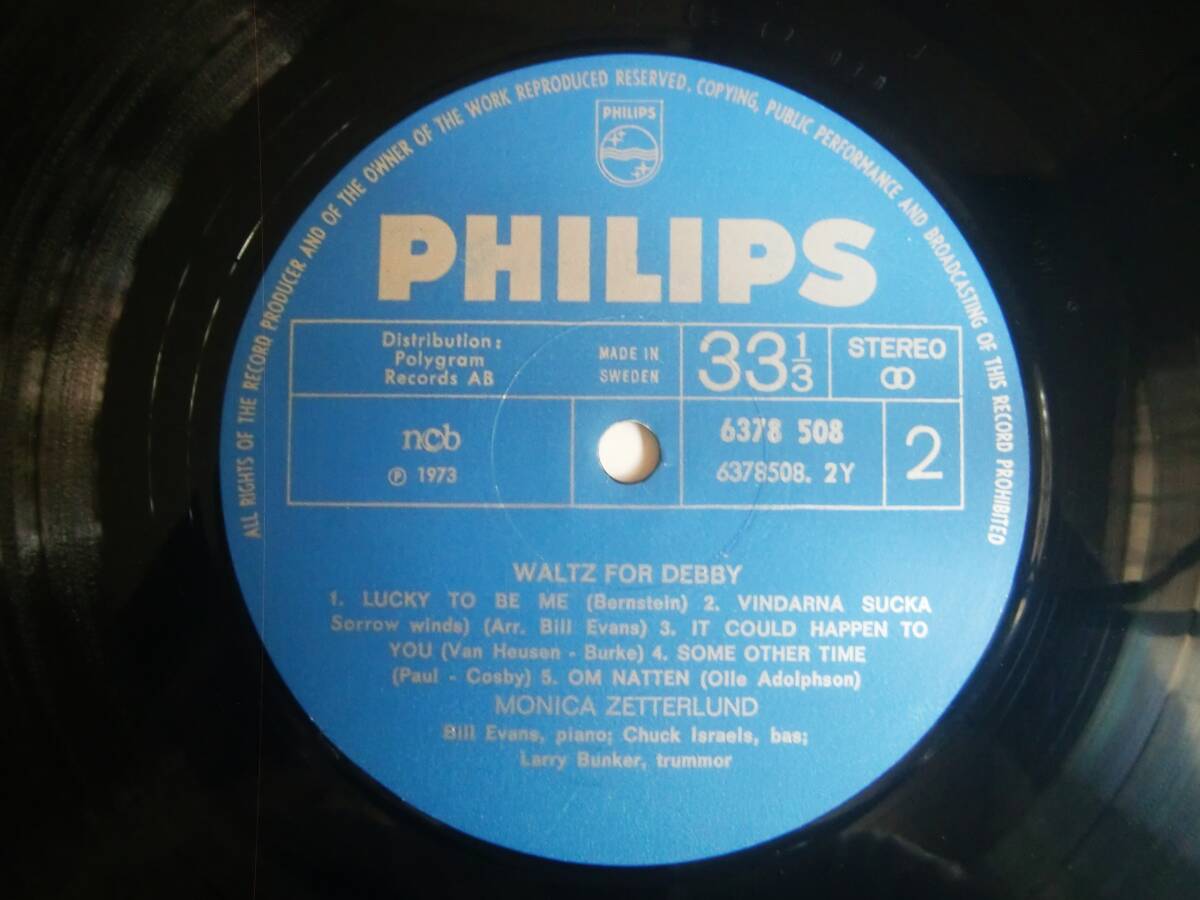 ALL RIGHTS OF THE RECORD PRODUCER AND OF THE OWNER OF THE WORK REPRODUCED RESERVED. COPYING, PUBLIC PERFORMANCE AND BROADCASTING OF THIS RECORD PROHIBITED
PHILIPS
PHILIPS
Distribution:
Polygram
Records AB
MADE IN
SWEDEN
33 1/3
STEREO
ncb
℗ 1973
6378 508
6378508. 2Y
2
WALTZ FOR DEBBY
1. LUCKY TO BE ME (Bernstein) 2. VINDARNA SUCKA
Sorrow winds) (Arr. Bill Evans) 3. IT COULD HAPPEN TO
YOU (Van Heusen - Burke) 4. SOME OTHER TIME
(Paul - Cosby) 5. OM NATTEN (Olle Adolphson)
MONICA ZETTERLUND
Bill Evans, piano; Chuck Israels, bas;
Larry Bunker, trummor